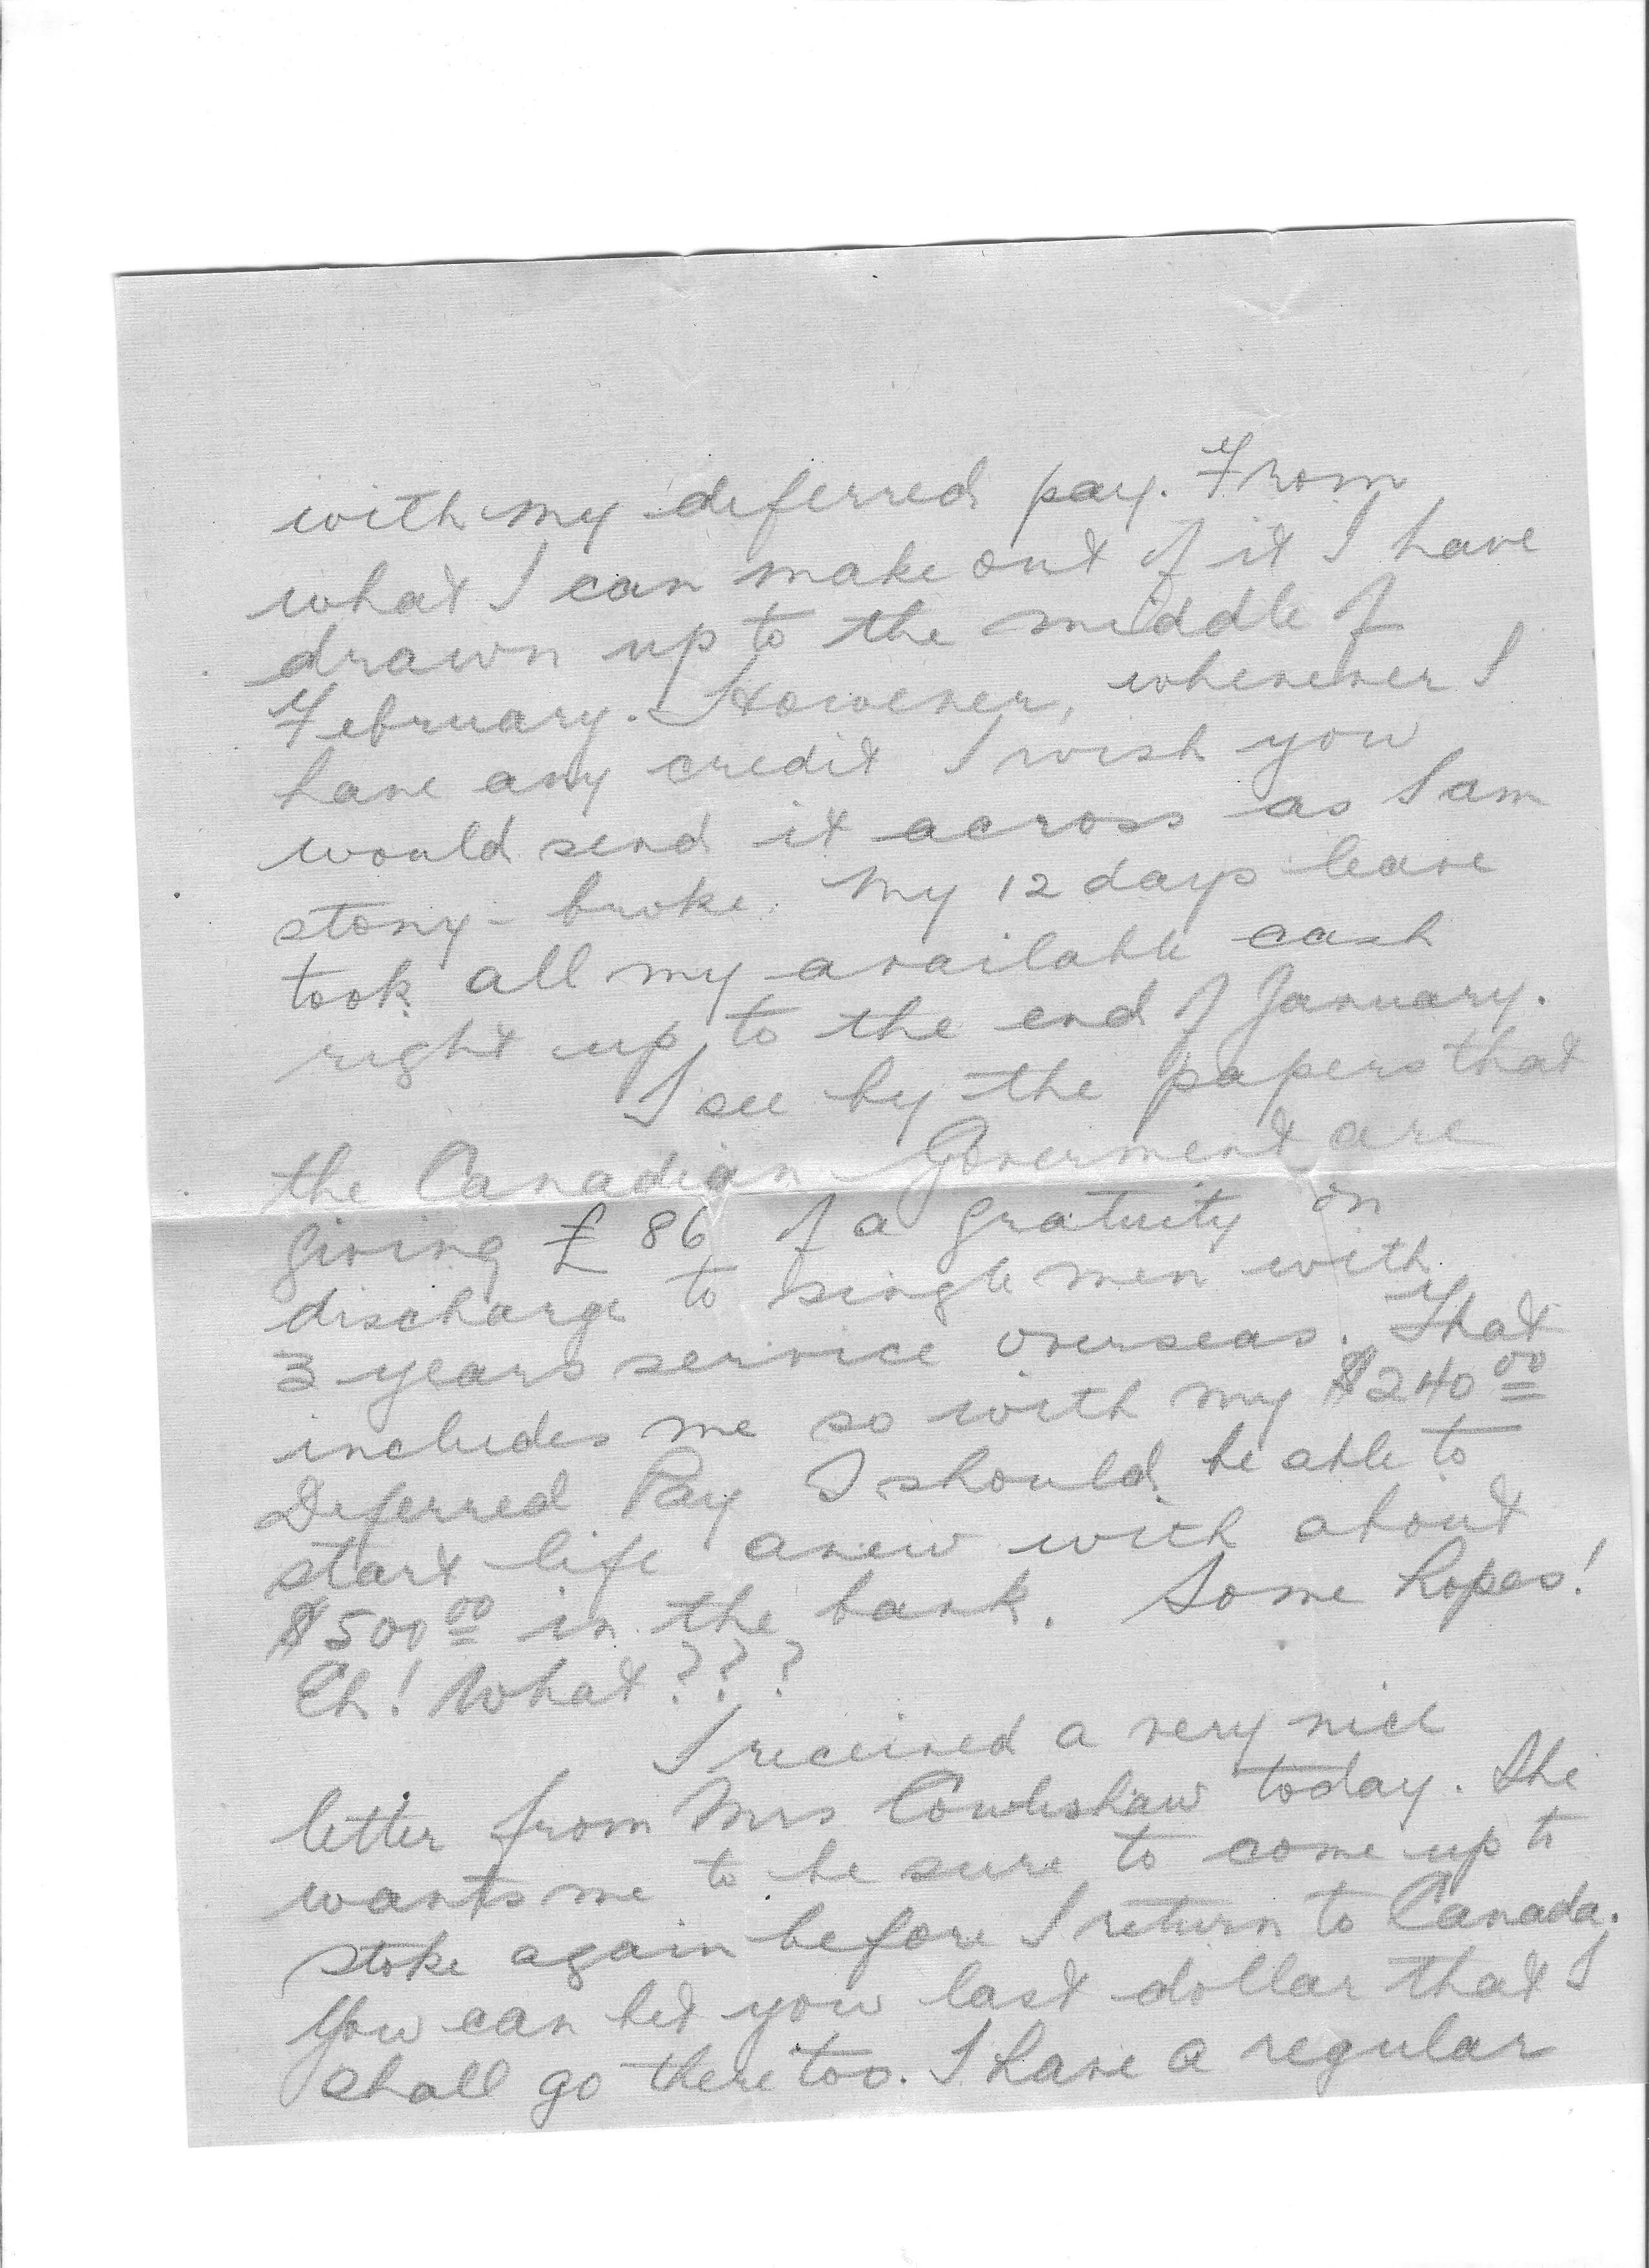 with my deferred pay. From
what I can make out of it I have
drawn up to the middle of
February. However, whenever I
have any credit I wish you
would send it across as I am
stony-broke. My 12 days leave
took all my available cash
right up to the end of January.
I see by the papers that
the Canadian Goverment are
giving £86 of a gratuity on
discharge to single men with
3 years service overseas. That
includes me so with my $240.00
Deferred Pay I should be able to
start life anew with about
$500.00 in the bank. Some hopes!
Eh! What???
I received a very nice
letter from Mrs today. She
wants me to be sure to come up to
Stoke again before I return to Canada.
You can bet your last dollar that I
shall go there too. I have a regular